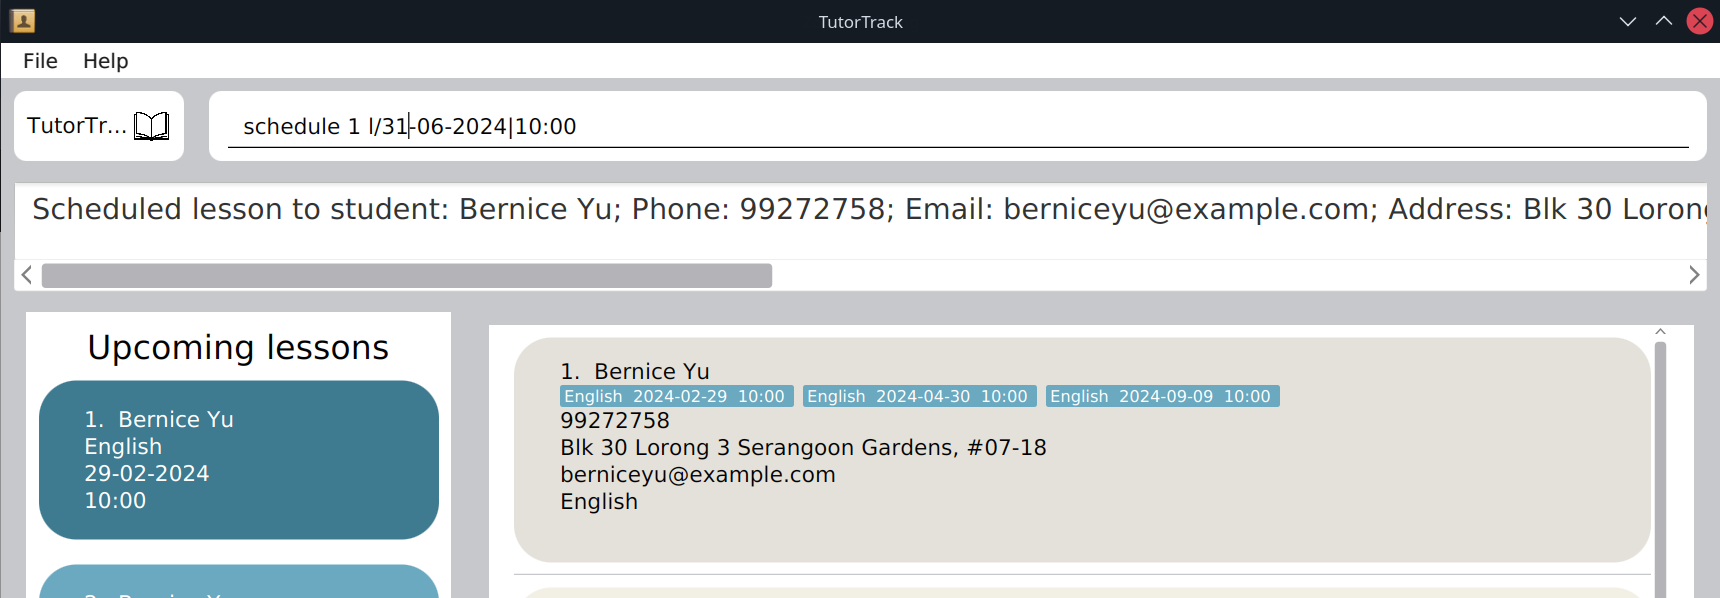 TutorTrack
File Help
TutorTr...
schedule 1 l/31-06-2024|10:00
Scheduled lesson to student: Bernice Yu; Phone: 99272758; Email: berniceyu@example.com; Address: Blk 30 Lorong
Upcoming lessons
1. Bernice Yu
English
29-02-2024
10:00
1. Bernice Yu
English 2024-02-29 10:00 English 2024-04-30 10:00 English 2024-09-09 10:00
99272758
Blk 30 Lorong 3 Serangoon Gardens, #07-18
berniceyu@example.com
English